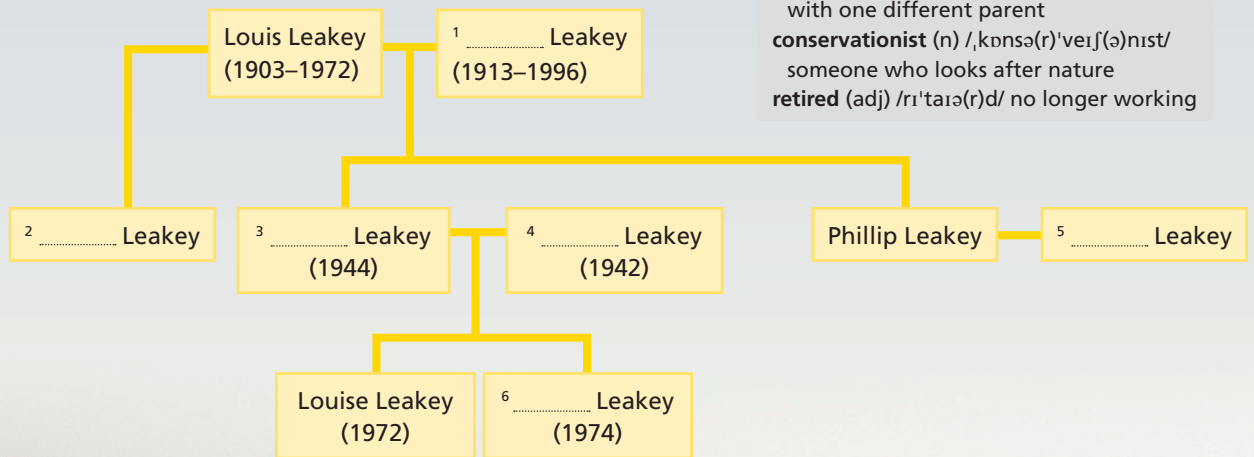 with one different parent
conservationist (n) /ˌkɒnsə(r)ˈveɪʃ(ə)nɪst/
someone who looks after nature
retired (adj) /rɪˈtaɪə(r)d/ no longer working
Louis Leakey
(1903–1972)
1 ............ Leakey
(1913–1996)
2 ............ Leakey
3 ............ Leakey
(1944)
4 ............ Leakey
(1942)
Phillip Leakey
5 ............ Leakey
Louise Leakey
(1972)
6 ............ Leakey
(1974)